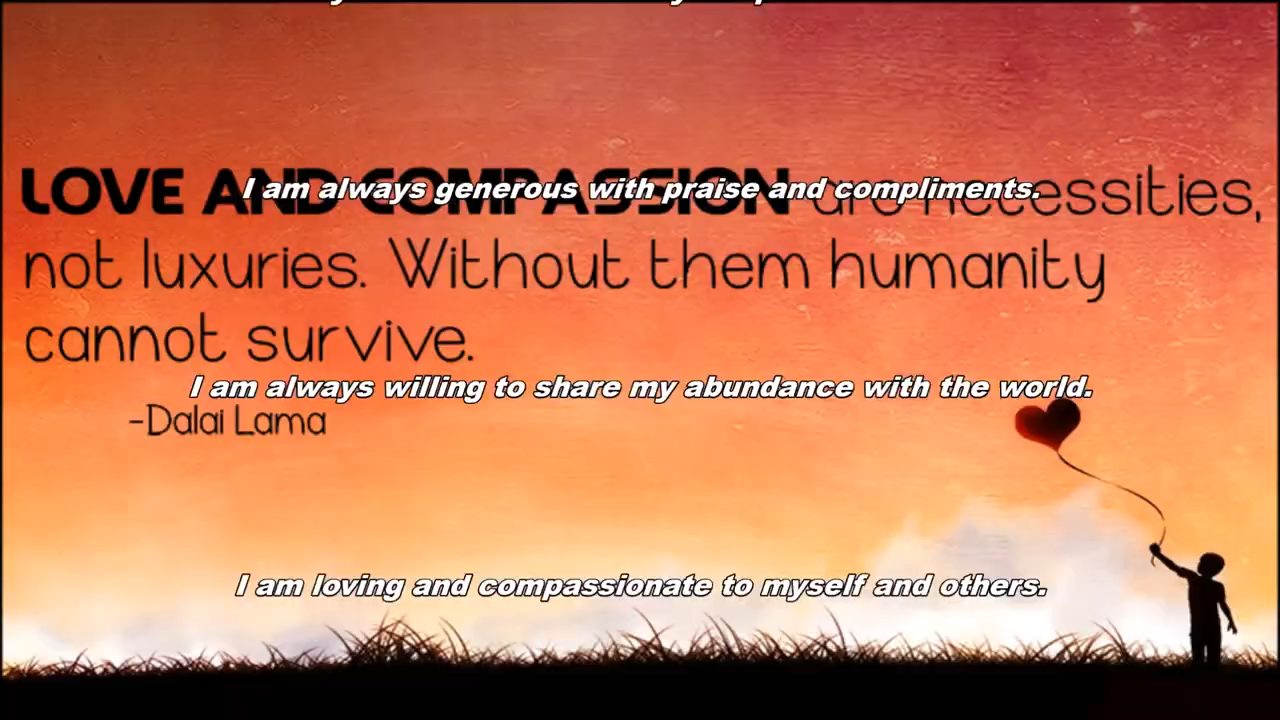 I am always generous with praise and compliments.
LOVE AND COMPASSION are necessities,
not luxuries. Without them humanity
cannot survive.
I am always willing to share my abundance with the world.
-Dalai Lama
I am loving and compassionate to myself and others.